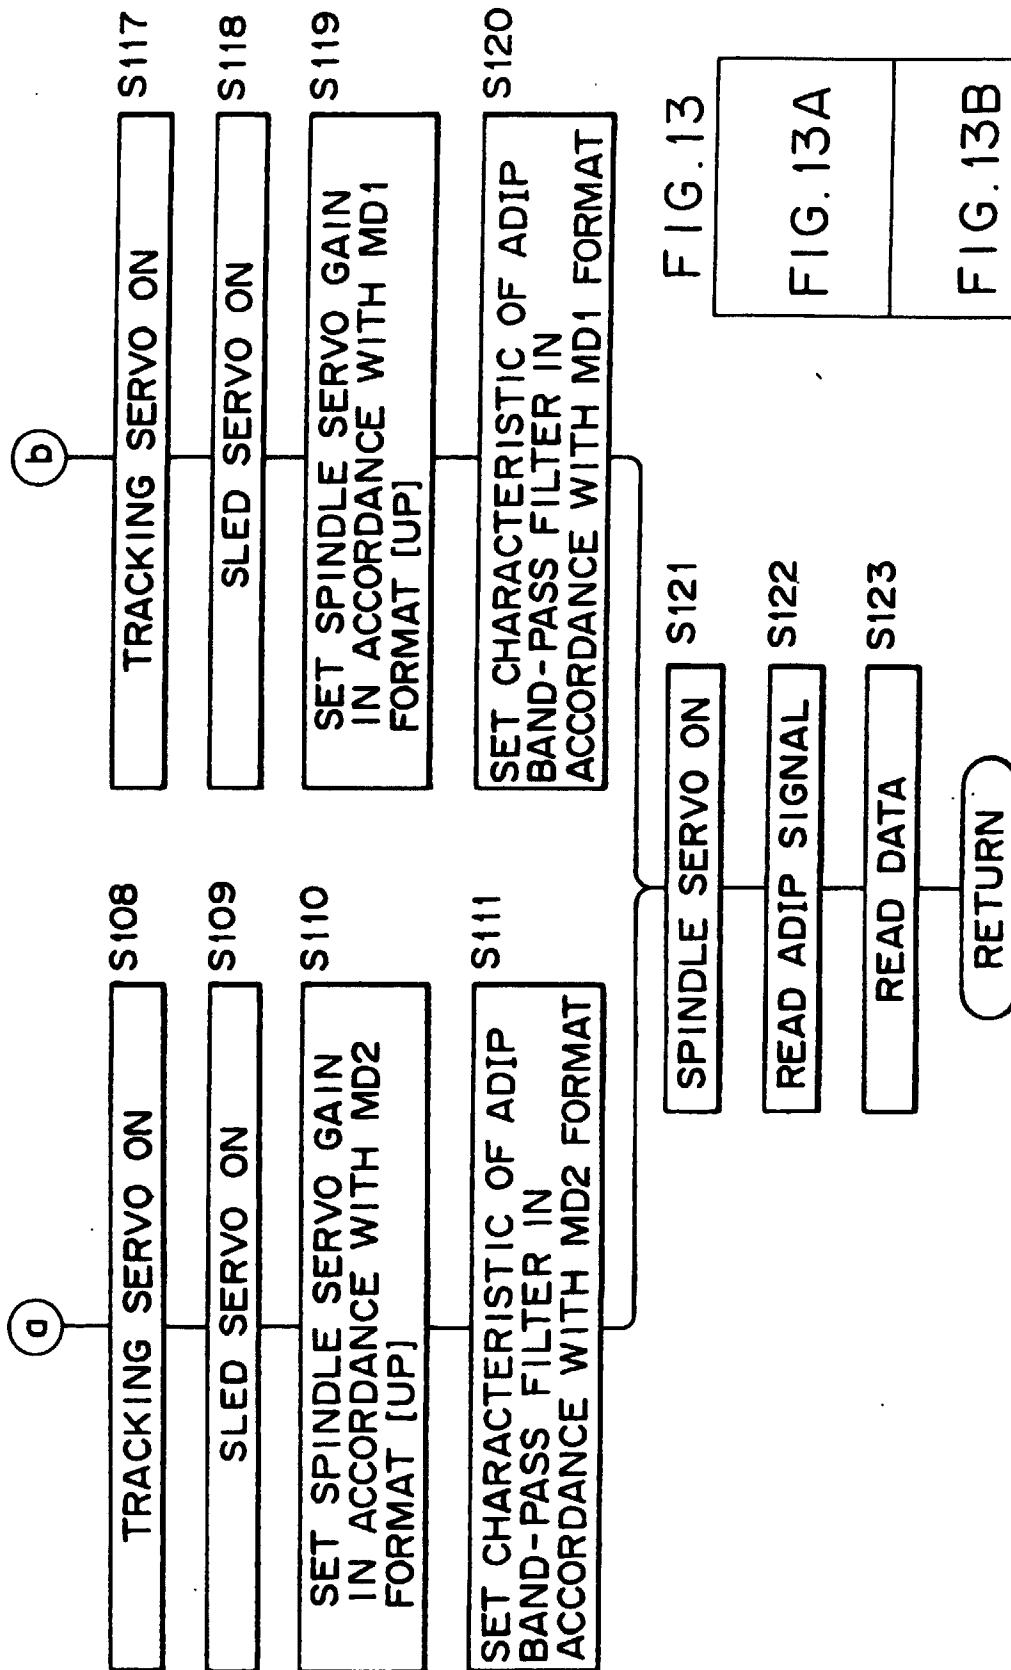 a
TRACKING SERVO ON
S108
SLED SERVO ON
S109
SET SPINDLE SERVO GAIN
IN ACCORDANCE WITH MD2
FORMAT [UP]
S110
SET CHARACTERISTIC OF ADIP
BAND-PASS FILTER IN
ACCORDANCE WITH MD2 FORMAT
S111
b
TRACKING SERVO ON
S117
SLED SERVO ON
S118
SET SPINDLE SERVO GAIN
IN ACCORDANCE WITH MD1
FORMAT [UP]
S119
SET CHARACTERISTIC OF ADIP
BAND-PASS FILTER IN
ACCORDANCE WITH MD1 FORMAT
S120
SPINDLE SERVO ON
S121
READ ADIP SIGNAL
S122
READ DATA
S123
RETURN
FIG.13
FIG.13A
FIG.13B